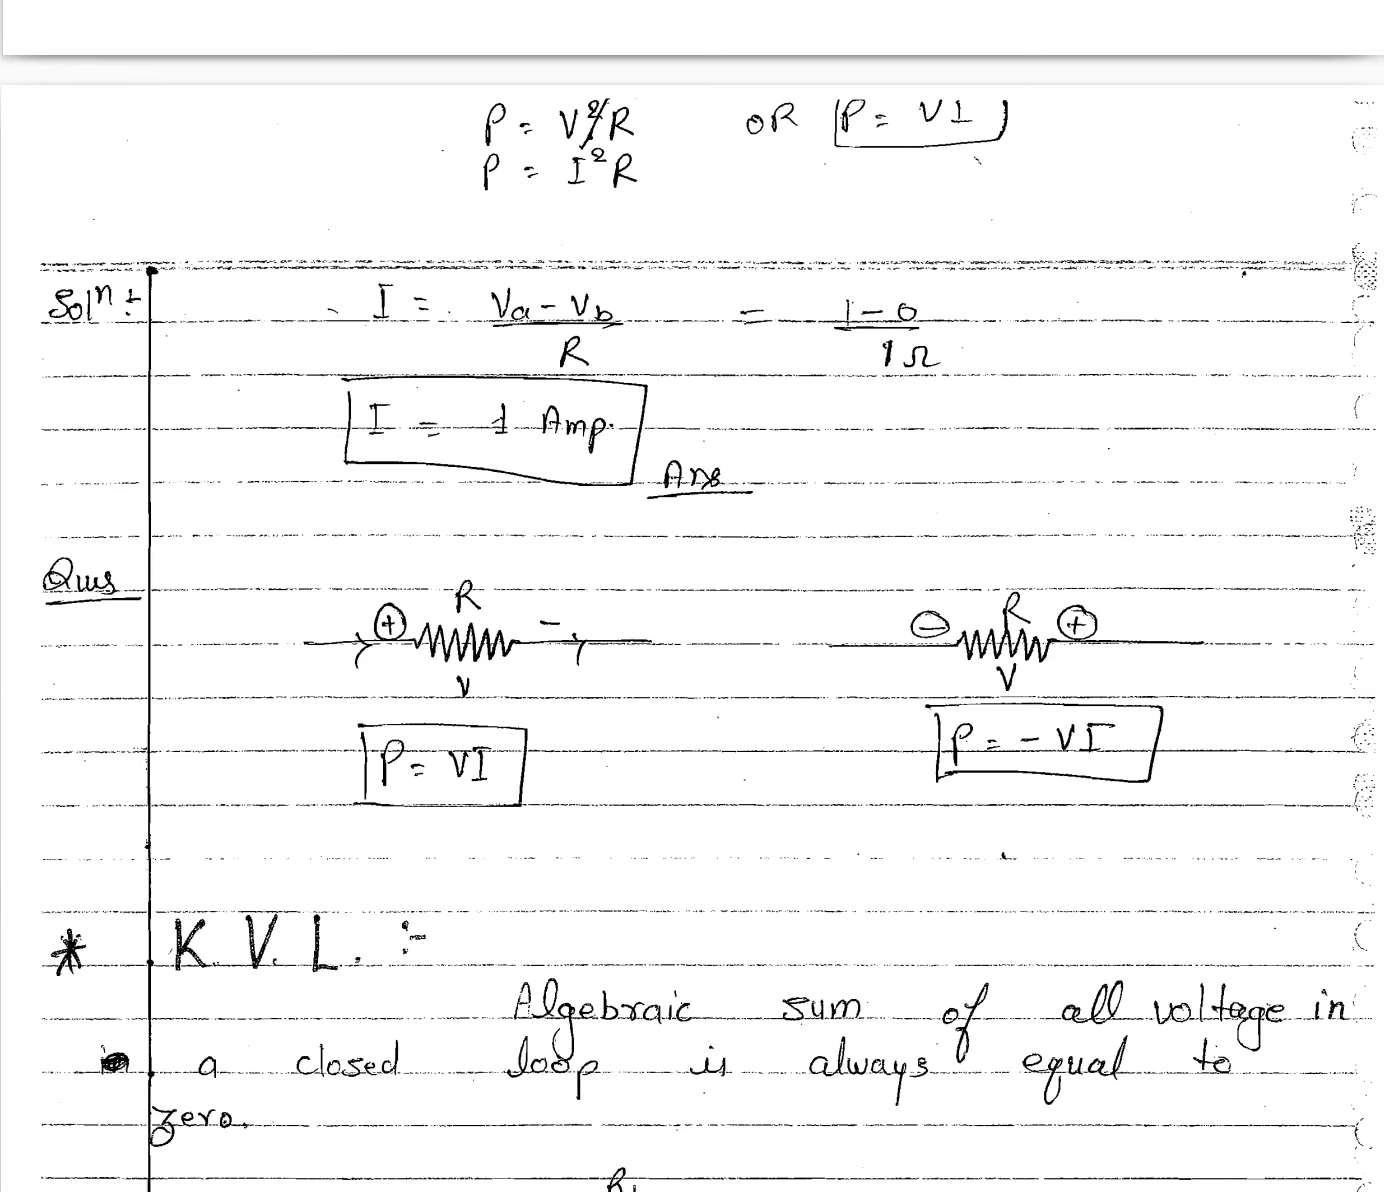 P = V²/R OR P = VI
P = I²R
Solⁿ :- I = Va - Vb / R = 1 - 0 / 1Ω
I = 1 Amp.
Ans
Ques
R R
+ - - +
V V
P = VI P = - VI
* K.V.L. :-
Algebraic sum of all voltage in
a closed loop is always equal to
zero.
R1